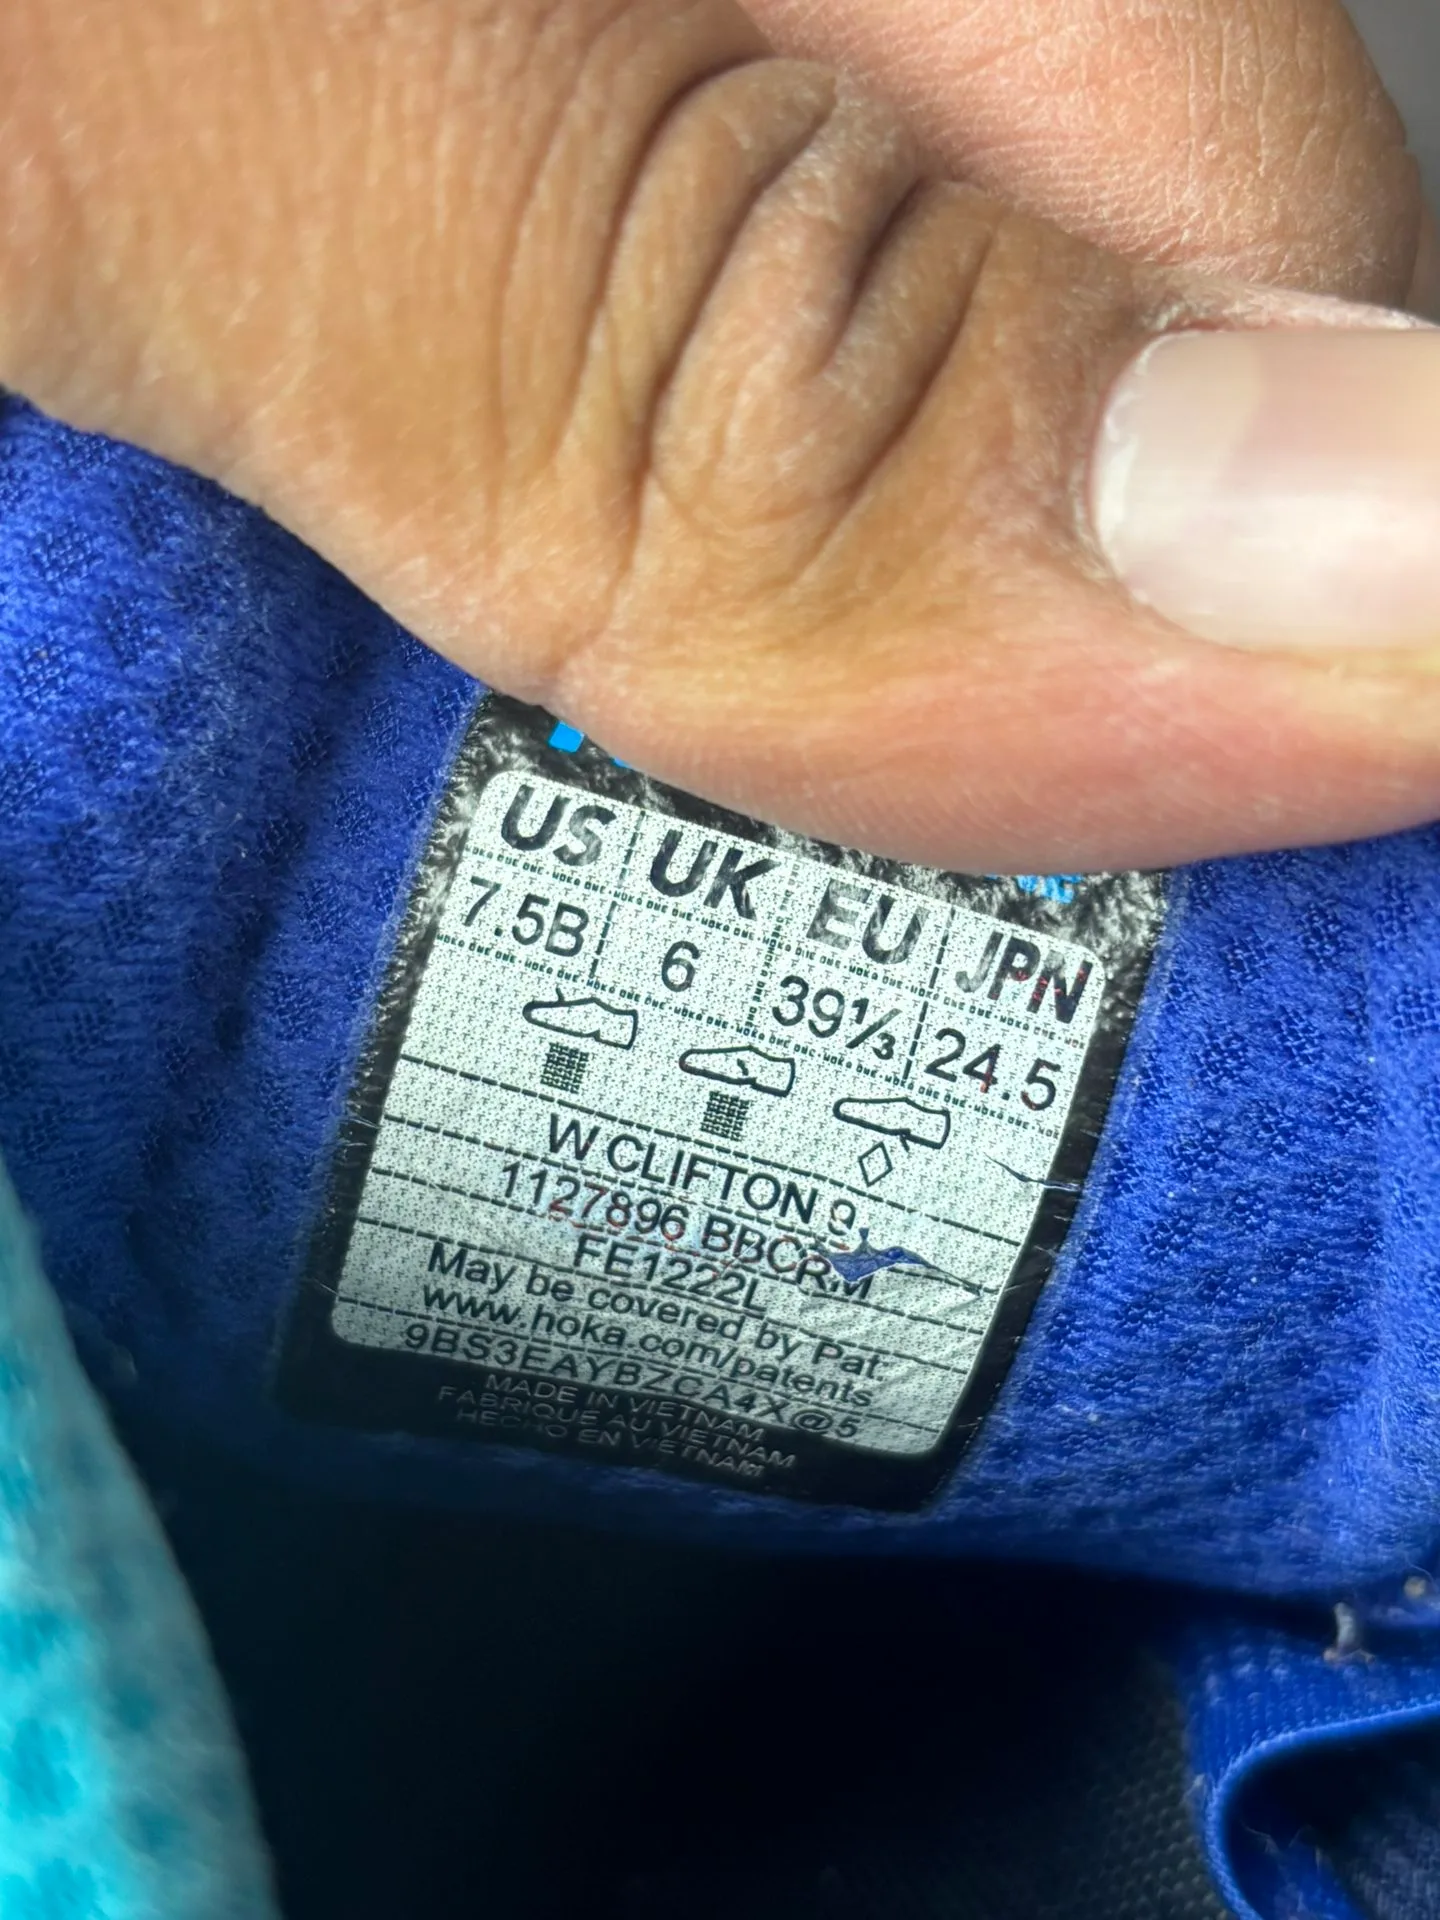 US UK EU JPN
7.5B 6 39⅓ 24.5
W CLIFTON 9
1127896 BBCRM
FE1222L
May be covered by Pat.
www.hoka.com/patents
9BS3EAYBZCA4X@5
MADE IN VIETNAM
FABRIQUE AU VIETNAM
HECHO EN VIETNAM